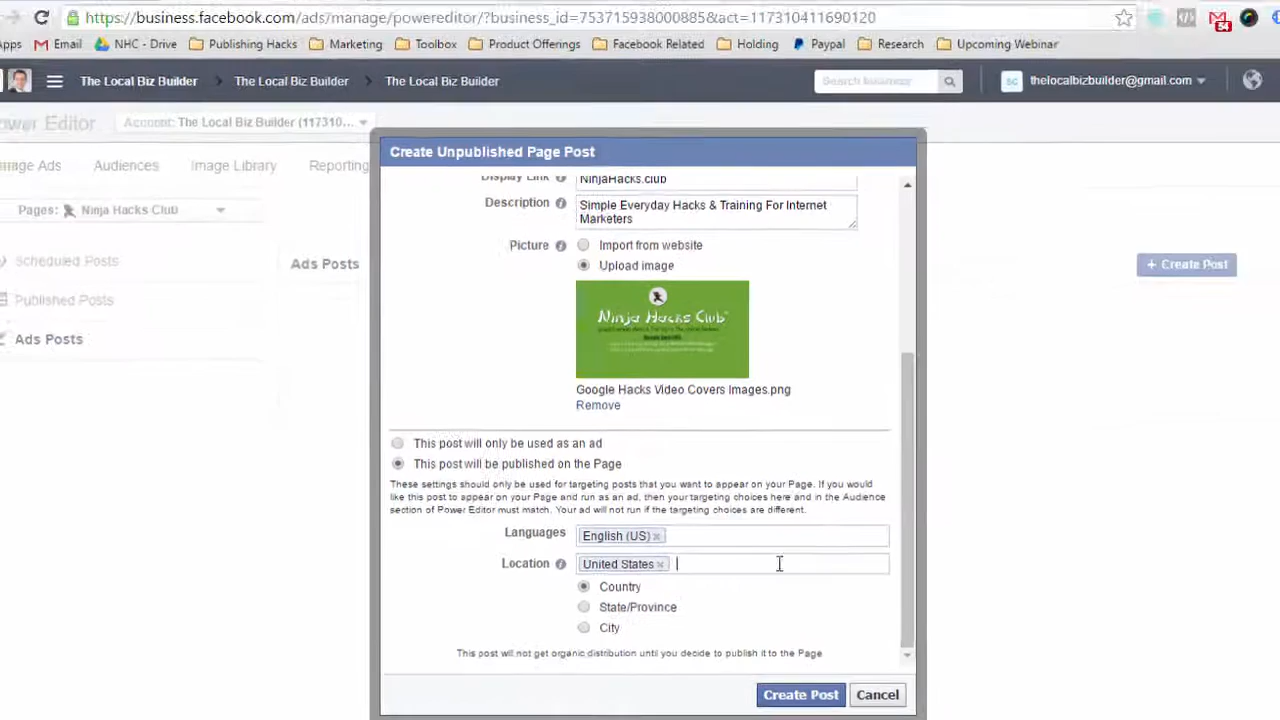 https://business.facebook.com/ads/manage/powereditor/?business_id=753715938000885&act=117310411690120
Apps Email NHC - Drive Publishing Hacks Marketing Toolbox Product Offerings Facebook Related Holding Paypal Research Upcoming Webinar 54
The Local Biz Builder The Local Biz Builder The Local Biz Builder Search business SC thelocalbizbuilder@gmail.com
Power Editor Account: The Local Biz Builder (117310...
Audiences Image Library Reporting
Pages: Ninja Hacks Club
Scheduled Posts
Published Posts
Ads Posts
Ads Posts
+ Create Post
Create Unpublished Page Post
Display Link NinjaHacks.club
Description Simple Everyday Hacks & Training For Internet
Marketers
Picture Import from website
Upload image
Ninja Hacks Club
Google Hacks Video Covers Images.png
Remove
This post will only be used as an ad
This post will be published on the Page
These settings should only be used for targeting posts that you want to appear on your Page. If you would
like this post to appear on your Page and run as an ad, then your targeting choices here and in the Audience
section of Power Editor must match. Your ad will not run if the targeting choices are different.
Languages English (US) ×
Location United States ×
Country
State/Province
City
This post will not get organic distribution until you decide to publish it to the Page
Create Post Cancel